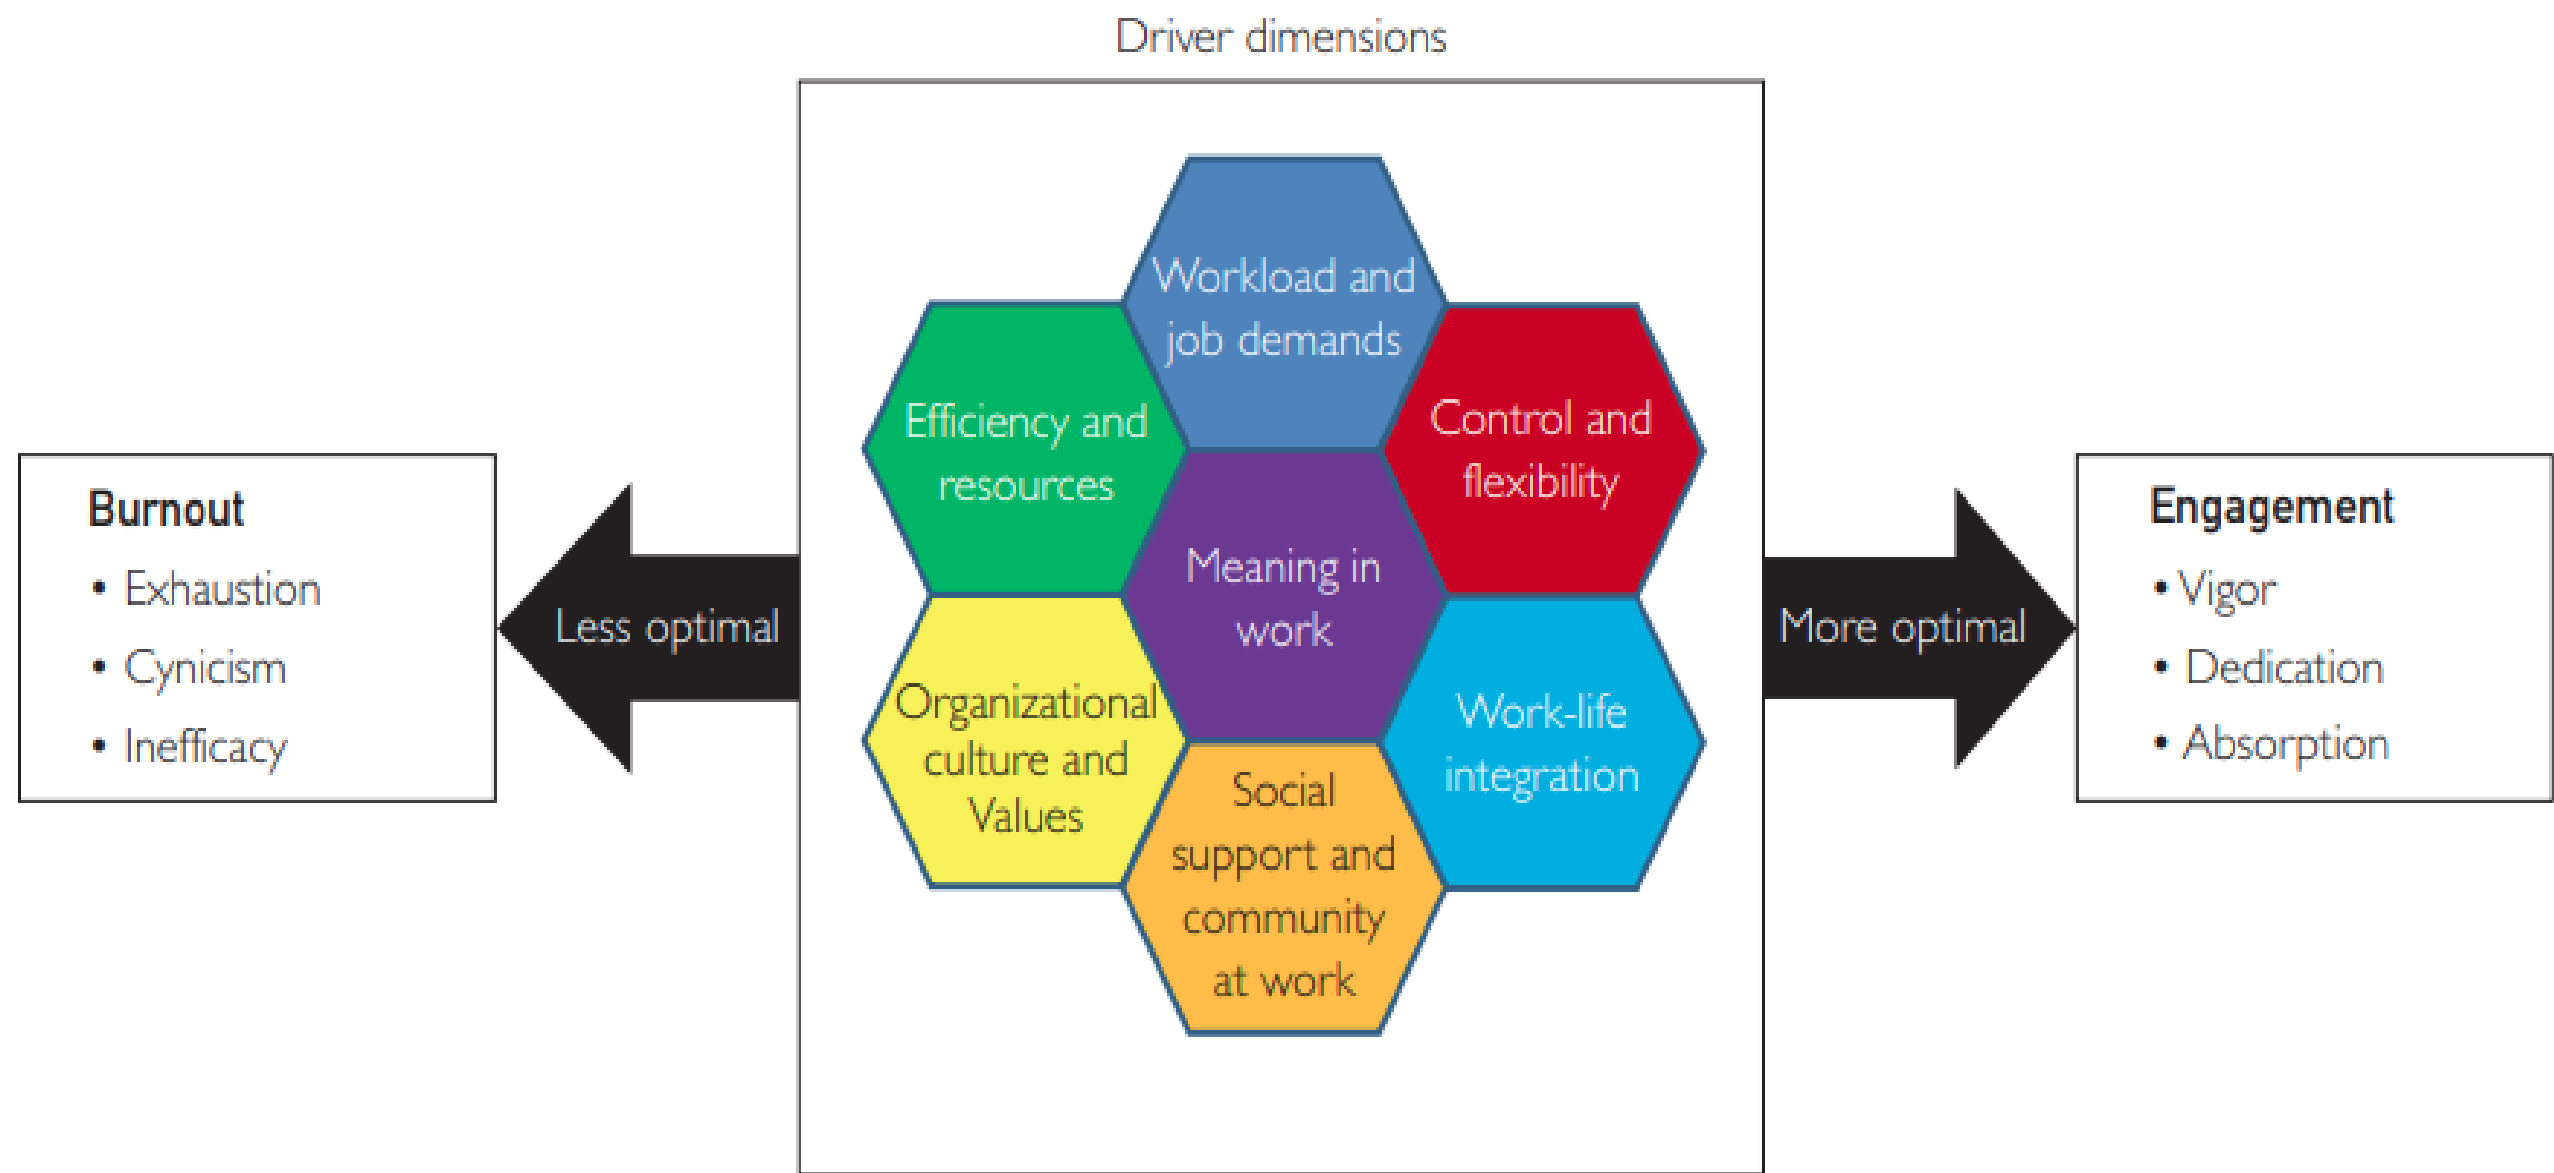 Driver dimensions
Burnout
• Exhaustion
• Cynicism
• Inefficacy
Less optimal
Workload and
job demands
Efficiency and
resources
Control and
flexibility
Meaning in
work
Organizational
culture and
Values
Work-life
integration
Social
support and
community
at work
More optimal
Engagement
• Vigor
• Dedication
• Absorption